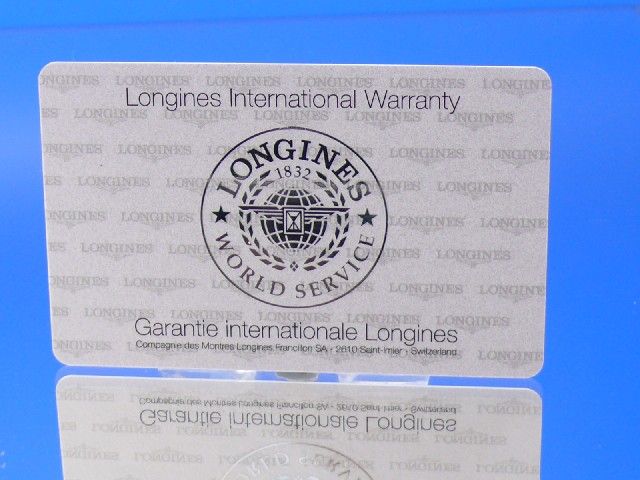 Longines International Warranty
LONGINES
1832
WORLD SERVICE
Garantie internationale Longines
Compagnie des Montres Longines Francillon SA - 2610 Saint-Imier - Switzerland